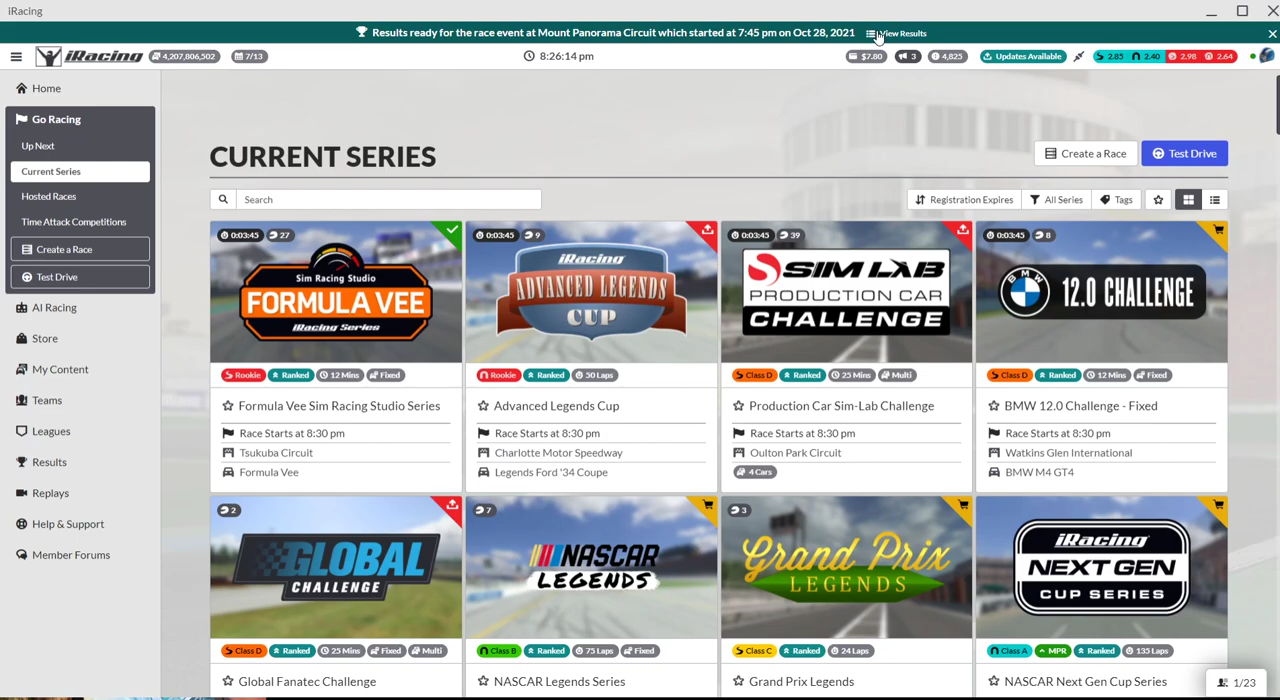 iRacing
Results ready for the race event at Mount Panorama Circuit which started at 7:45 pm on Oct 28, 2021
View Results
iRacing
4,207,806,502
7/13
8:26:14 pm
$7.80
3
4,825
Updates Available
2.85
2.40
2.98
2.64
Home
Go Racing
Up Next
Current Series
Hosted Races
Time Attack Competitions
Create a Race
Test Drive
AI Racing
Store
My Content
Teams
Leagues
Results
Replays
Help & Support
Member Forums
CURRENT SERIES
Create a Race
Test Drive
Search
Registration Expires
All Series
Tags
0:03:45 27
Sim Racing Studio
FORMULA VEE
iRacing Series
Rookie Ranked 12 Mins Fixed
Formula Vee Sim Racing Studio Series
Race Starts at 8:30 pm
Tsukuba Circuit
Formula Vee
0:03:45 9
iRacing
ADVANCED LEGENDS
CUP
Rookie Ranked 50 Laps
Advanced Legends Cup
Race Starts at 8:30 pm
Charlotte Motor Speedway
Legends Ford '34 Coupe
0:03:45 39
SIM LAB
PRODUCTION CAR
CHALLENGE
Class D Ranked 25 Mins Multi
Production Car Sim-Lab Challenge
Race Starts at 8:30 pm
Oulton Park Circuit
4 Cars
0:03:45 8
BMW
12.0 CHALLENGE
Class D Ranked 12 Mins Fixed
BMW 12.0 Challenge - Fixed
Race Starts at 8:30 pm
Watkins Glen International
BMW M4 GT4
2
GLOBAL
CHALLENGE
Class D Ranked 25 Mins Fixed Multi
Global Fanatec Challenge
7
NASCAR
LEGENDS
Class B Ranked 75 Laps Fixed
NASCAR Legends Series
3
Grand Prix
LEGENDS
Class C Ranked 24 Laps
Grand Prix Legends
iRacing
NEXT GEN
CUP SERIES
Class A MPR Ranked 135 Laps
NASCAR Next Gen Cup Series
1/23